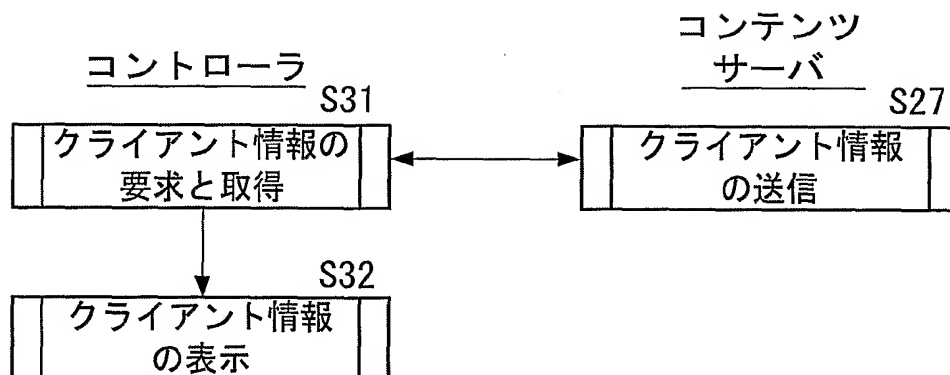 コントローラ
コンテンツ
サーバ
S31
クライアント情報の
要求と取得
S27
クライアント情報
の送信
S32
クライアント情報
の表示